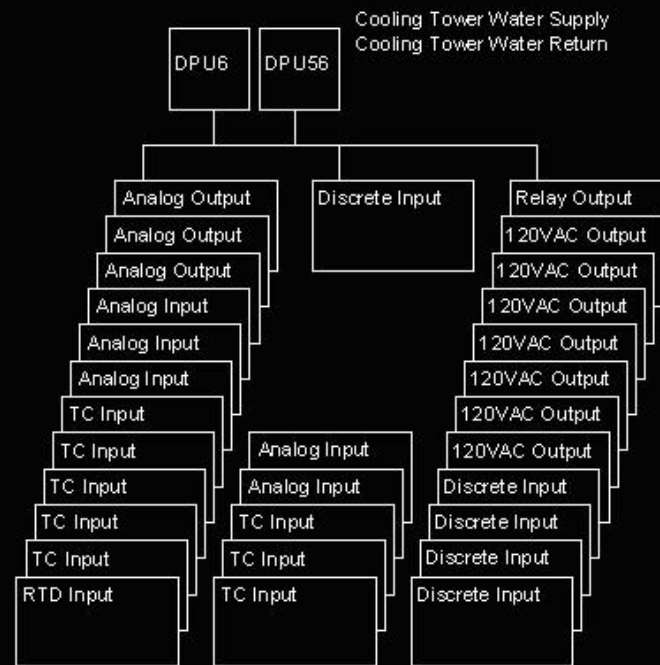 Cooling Tower Water Supply
Cooling Tower Water Return
DPU6
DPU56
Analog Output
Analog Output
Analog Output
Analog Input
Analog Input
Analog Input
TC Input
TC Input
TC Input
TC Input
TC Input
RTD Input
Discrete Input
Analog Input
Analog Input
TC Input
TC Input
TC Input
Relay Output
120VAC Output
120VAC Output
120VAC Output
120VAC Output
120VAC Output
120VAC Output
120VAC Output
Discrete Input
Discrete Input
Discrete Input
Discrete Input